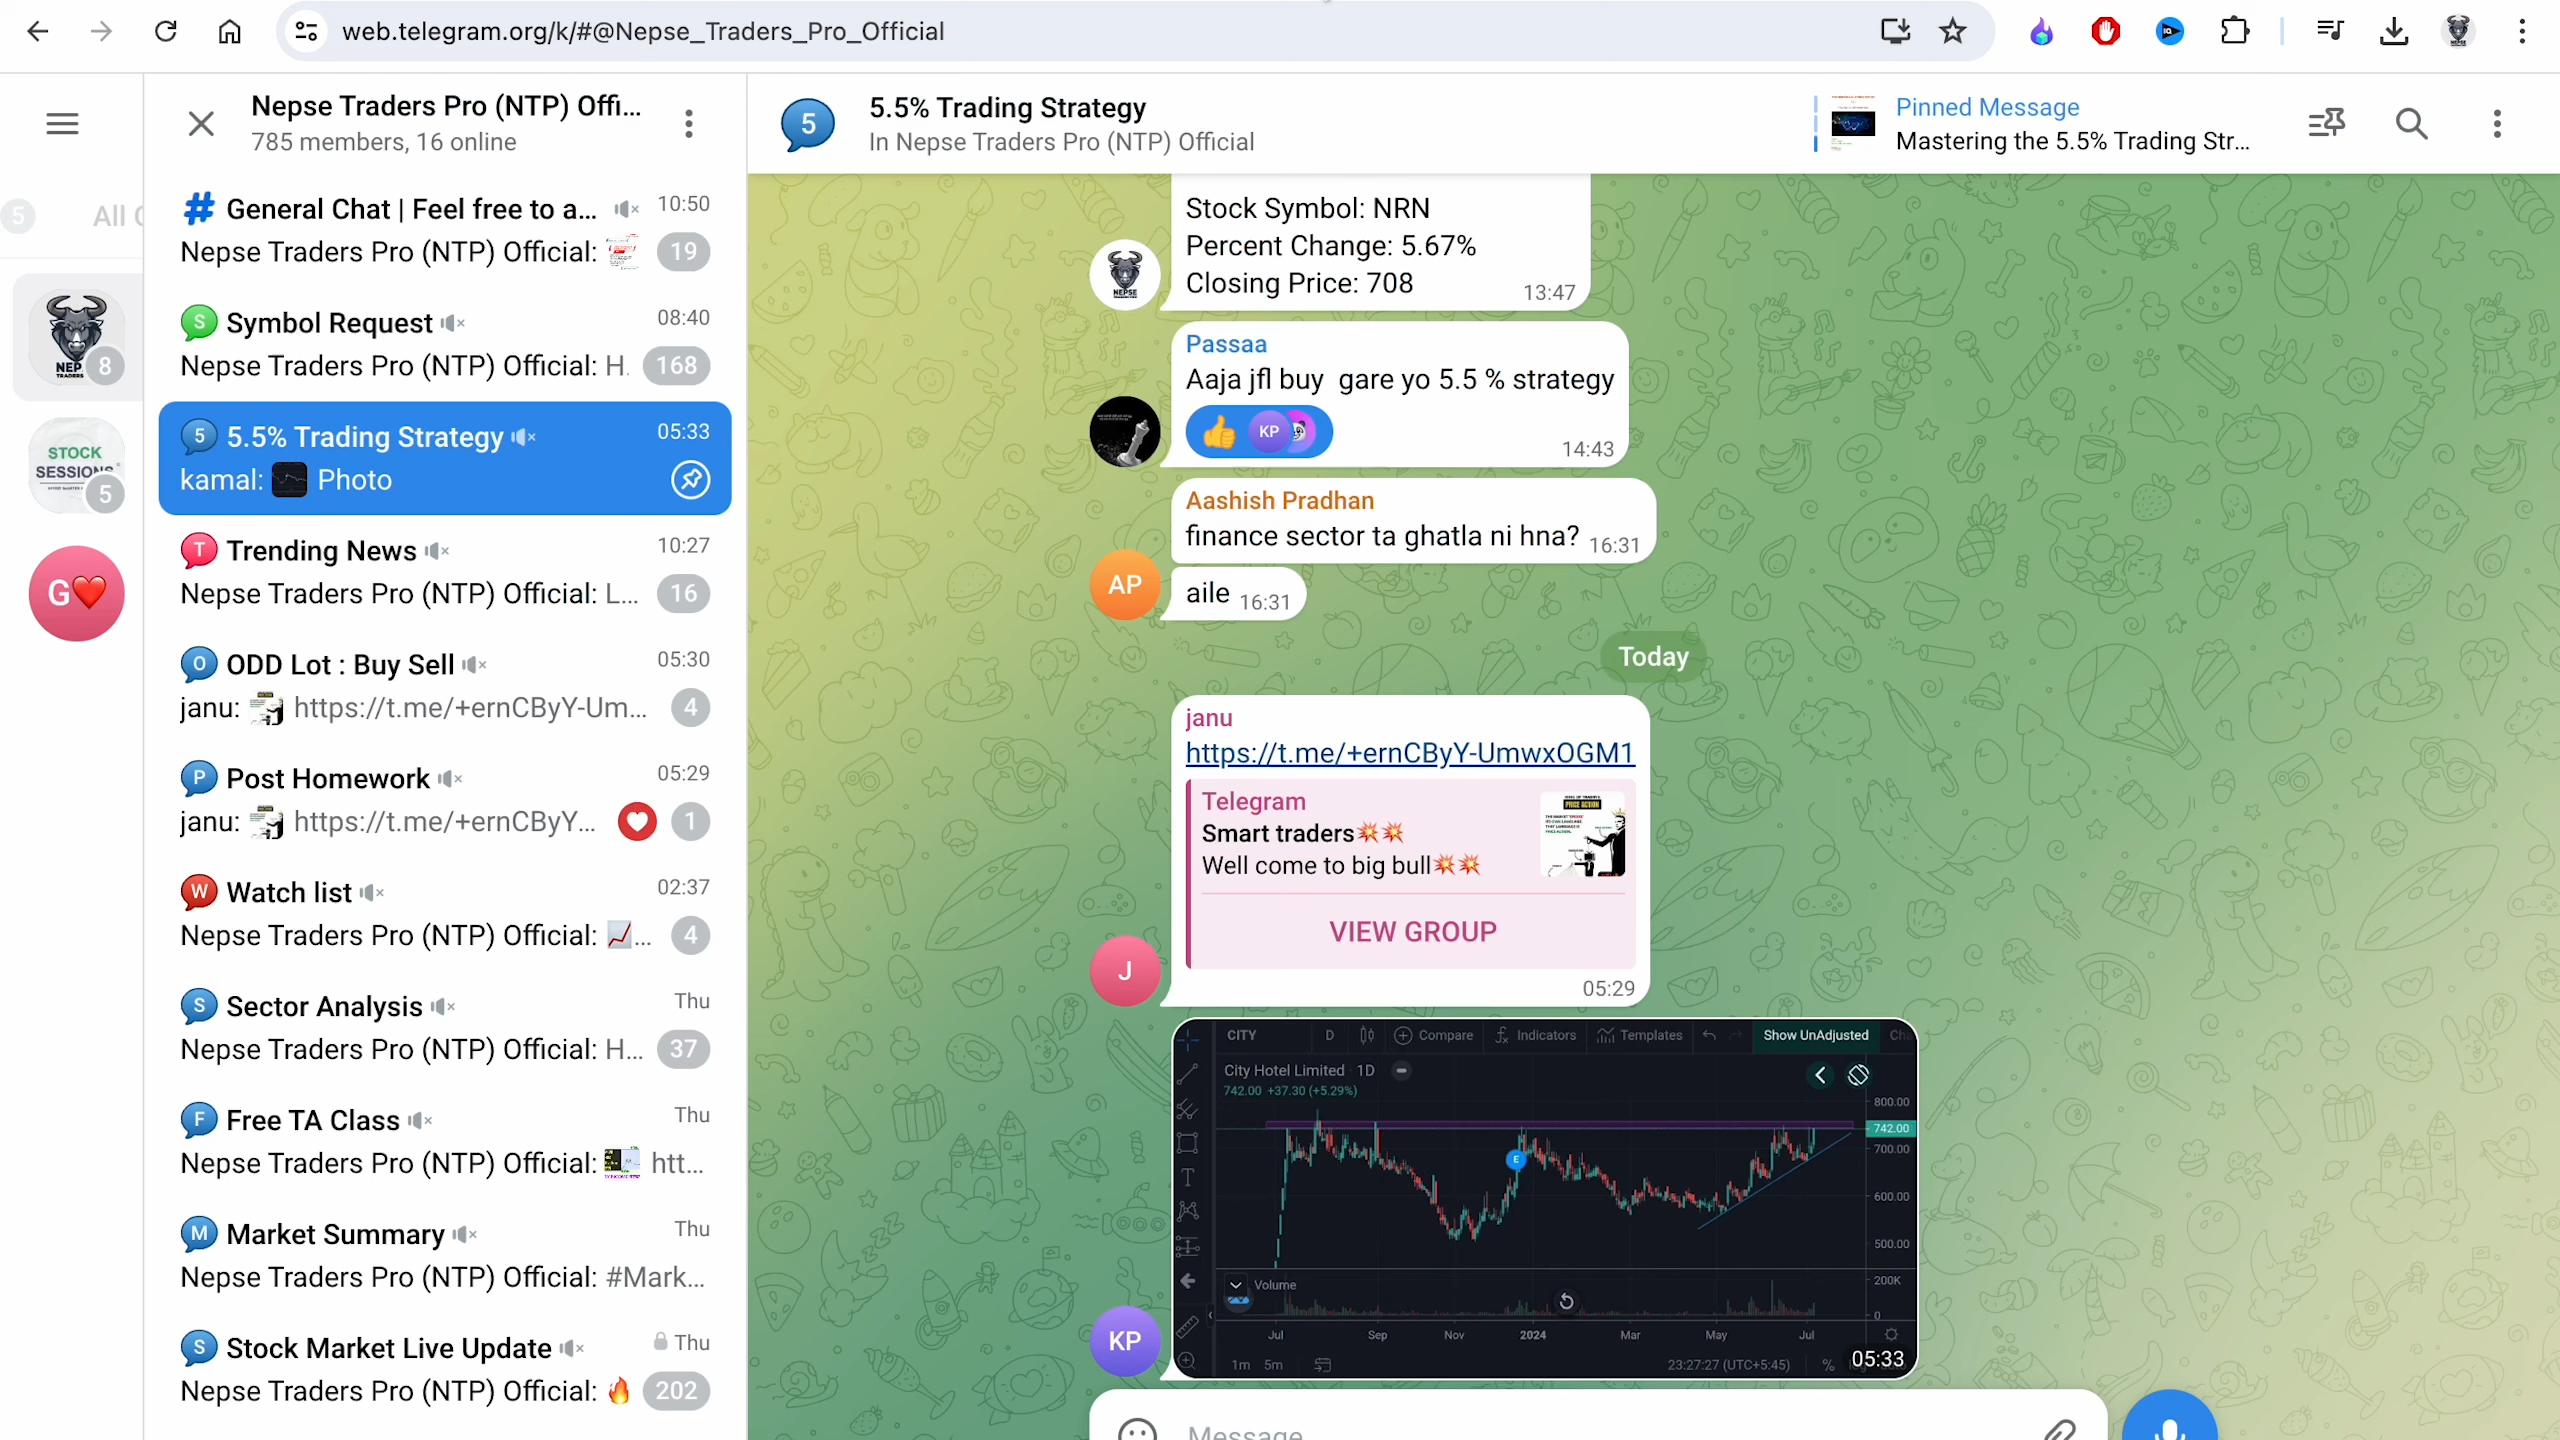 web.telegram.org/k/#@Nepse_Traders_Pro_Official
Nepse Traders Pro (NTP) Offi...
785 members, 16 online
5
5.5% Trading Strategy
In Nepse Traders Pro (NTP) Official
Pinned Message
Mastering the 5.5% Trading Str...
5
All
General Chat | Feel free to a...
10:50
Nepse Traders Pro (NTP) Official:
19
8
S
Symbol Request
08:40
Nepse Traders Pro (NTP) Official: H.
168
STOCK
SESSIONS
5
5
5.5% Trading Strategy
05:33
kamal: Photo
G❤️
T
Trending News
10:27
Nepse Traders Pro (NTP) Official: L...
16
O
ODD Lot : Buy Sell
05:30
janu: https://t.me/+ernCByY-Um...
4
P
Post Homework
05:29
janu: https://t.me/+ernCByY...
1
W
Watch list
02:37
Nepse Traders Pro (NTP) Official: 📈...
4
S
Sector Analysis
Thu
Nepse Traders Pro (NTP) Official: H...
37
F
Free TA Class
Thu
Nepse Traders Pro (NTP) Official: htt...
M
Market Summary
Thu
Nepse Traders Pro (NTP) Official: #Mark...
S
Stock Market Live Update
Thu
Nepse Traders Pro (NTP) Official: 🔥
202
Stock Symbol: NRN
Percent Change: 5.67%
Closing Price: 708
13:47
Passaa
Aaja jfl buy gare yo 5.5 % strategy
👍 KP
14:43
Aashish Pradhan
finance sector ta ghatla ni hna? 16:31
AP
aile 16:31
Today
janu
https://t.me/+ernCByY-UmwxOGM1
Telegram
Smart traders💥💥
Well come to big bull💥💥
PRICE ACTION
VIEW GROUP
J
05:29
CITY D Compare Indicators Templates Show UnAdjusted
City Hotel Limited 1D
742.00 +37.30 (+5.29%)
800.00
742.00
700.00
E
600.00
500.00
Volume
200K
0
Jul Sep Nov 2024 Mar May Jul
1m 5m 23:27:27 (UTC+5:45) %
05:33
KP
Message